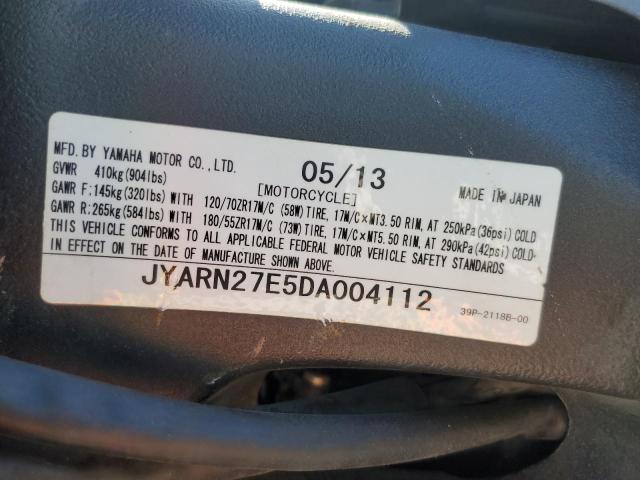 MFD. BY YAMAHA MOTOR CO., LTD. 05/13
GVWR 410kg(904lbs) [MOTORCYCLE] MADE IN JAPAN
GAWR F:145kg(320lbs) WITH 120/70ZR17M/C (58W) TIRE, 17M/C×MT3.50 RIM, AT 250kPa(36psi) COLD
GAWR R:265kg(584lbs) WITH 180/55ZR17M/C (73W) TIRE, 17M/C×MT5.50 RIM, AT 290kPa(42psi) COLD·
THIS VEHICLE CONFORMS TO ALL APPLICABLE FEDERAL MOTOR VEHICLE SAFETY STANDARDS
IN EFFECT ON THE DATE OF MANUFACTURE SHOWN ABOVE.
JYARN27E5DA004112
39P-2118B-00